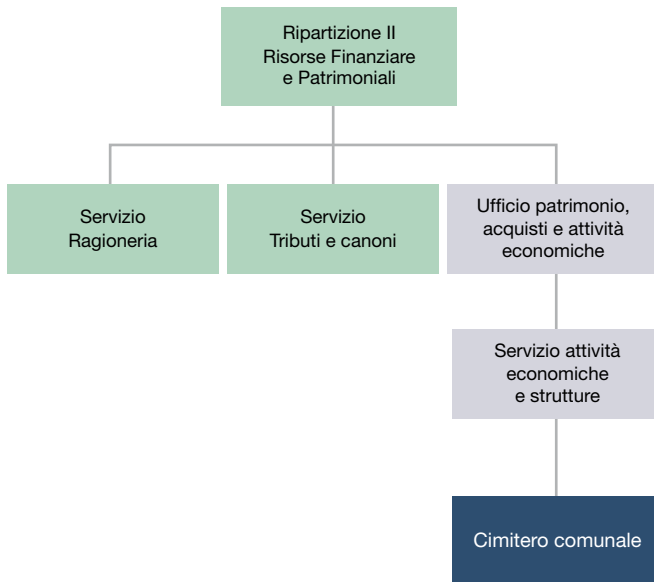 Ripartizione II
Risorse Finanziare
e Patrimoniali
Servizio
Ragioneria
Servizio
Tributi e canoni
Ufficio patrimonio,
acquisti e attività
economiche
Servizio attività
economiche
e strutture
Cimitero comunale